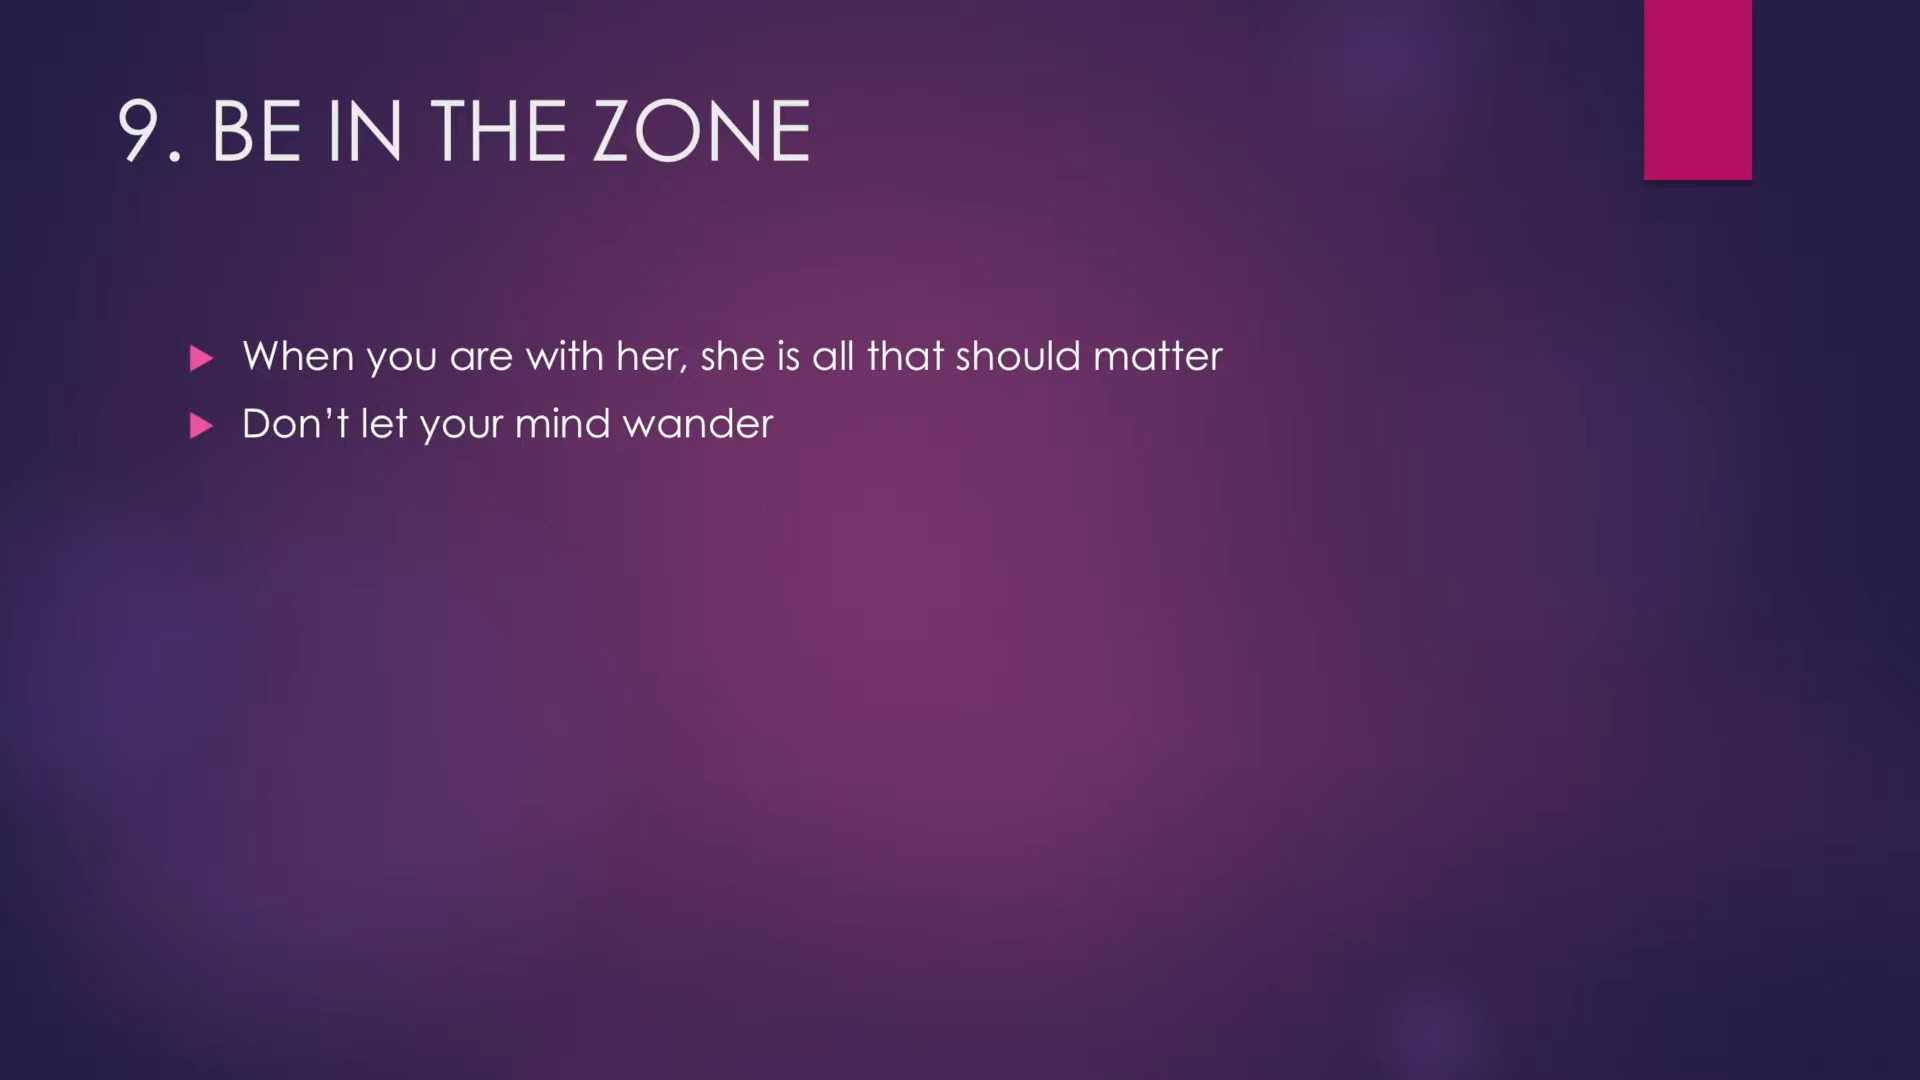 9. BE IN THE ZONE
When you are with her, she is all that should matter
Don’t let your mind wander